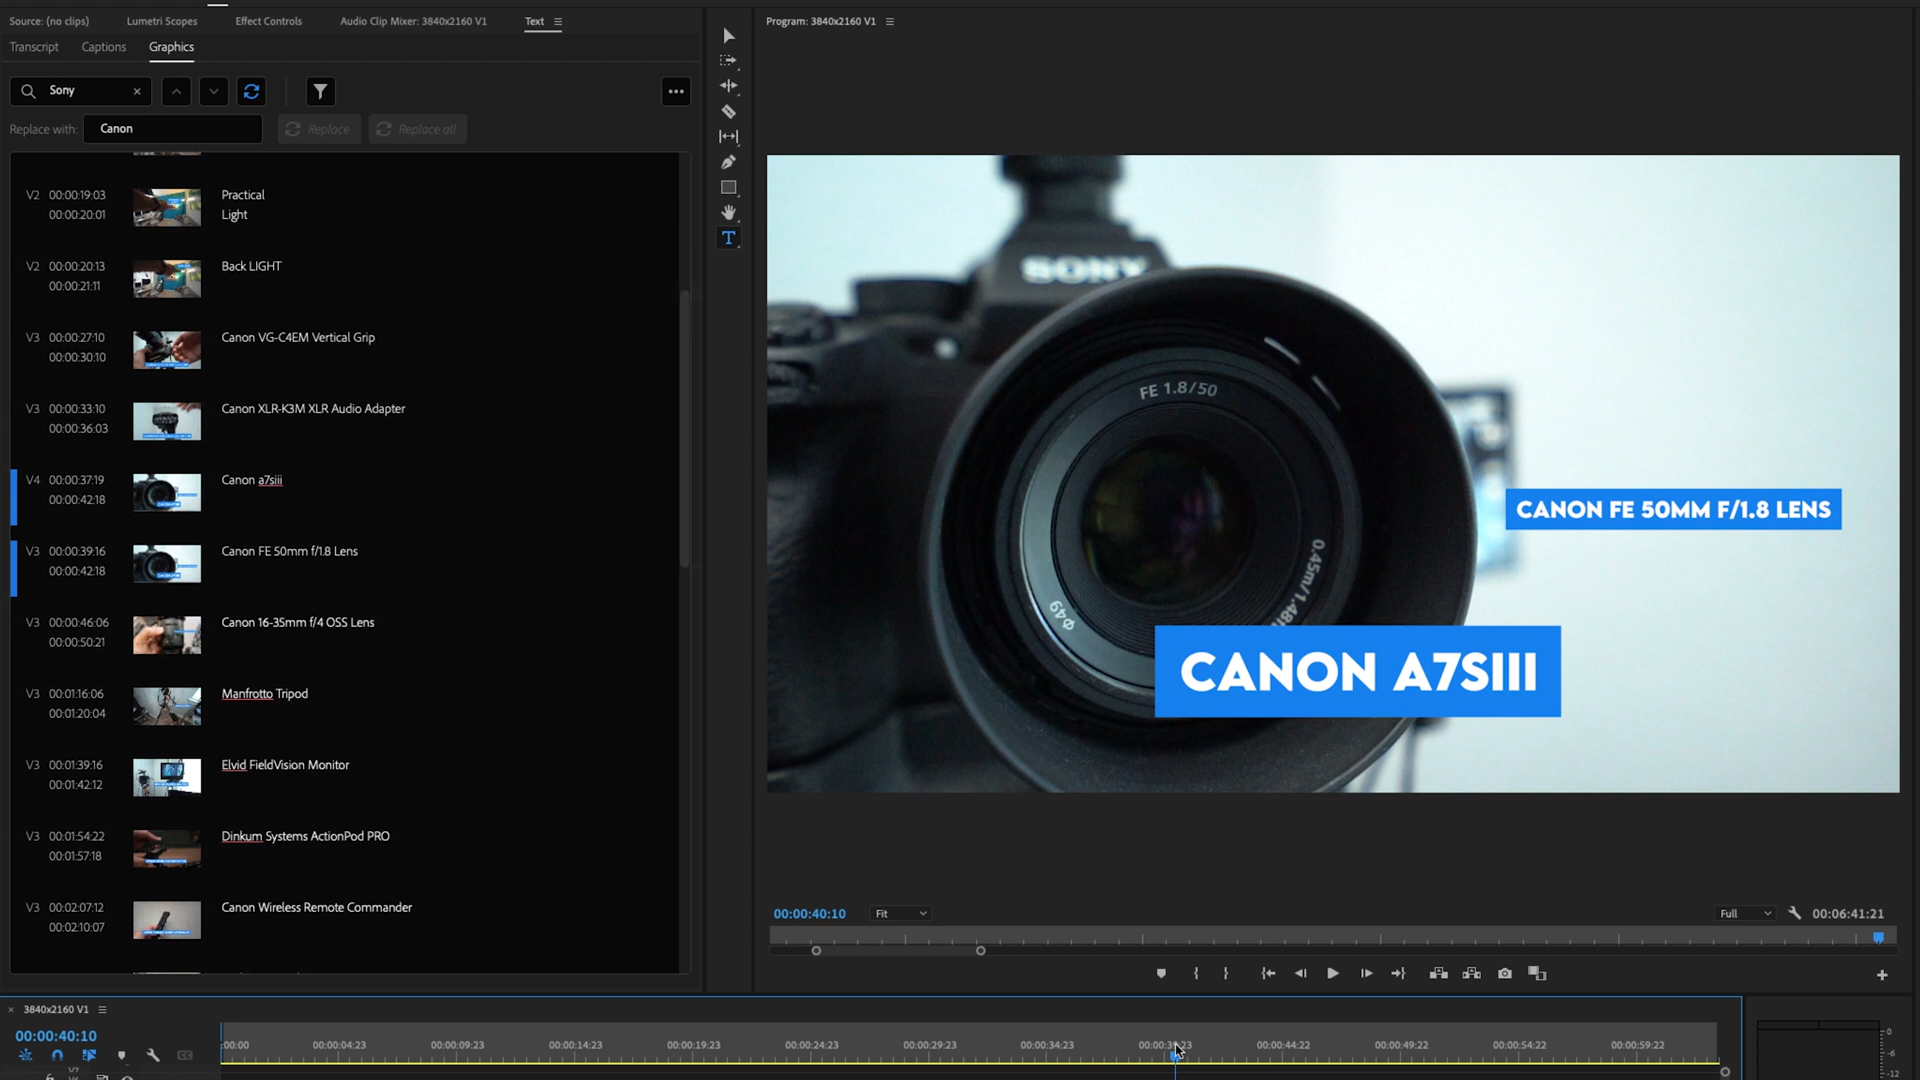 Source: (no clips)
Lumetri Scopes
Effect Controls
Audio Clip Mixer: 3840x2160 V1
Text
Program: 3840x2160 V1
Transcript
Captions
Graphics
Sony
Replace with:
Canon
Replace
Replace all
V2 00:00:19:03
00:00:20:01
Practical
Light
V2 00:00:20:13
00:00:21:11
Back LIGHT
V3 00:00:27:10
00:00:30:10
Canon VG-C4EM Vertical Grip
V3 00:00:33:10
00:00:36:03
Canon XLR-K3M XLR Audio Adapter
V4 00:00:37:19
00:00:42:18
Canon a7siii
V3 00:00:39:16
00:00:42:18
Canon FE 50mm f/1.8 Lens
V3 00:00:46:06
00:00:50:21
Canon 16-35mm f/4 OSS Lens
V3 00:01:16:06
00:01:20:04
Manfrotto Tripod
V3 00:01:39:16
00:01:42:12
Elvid FieldVision Monitor
V3 00:01:54:22
00:01:57:18
Dinkum Systems ActionPod PRO
V3 00:02:07:12
00:02:10:07
Canon Wireless Remote Commander
SONY
FE 1.8/50
0.45m/1.48
ø49
CANON FE 50MM F/1.8 LENS
CANON A7SIII
00:00:40:10
Fit
Full
00:06:41:21
3840x2160 V1
00:00:40:10
:00:00
00:00:04:23
00:00:09:23
00:00:14:23
00:00:19:23
00:00:24:23
00:00:29:23
00:00:34:23
00:00:39:23
00:00:44:22
00:00:49:22
00:00:54:22
00:00:59:22
0
-6
-12